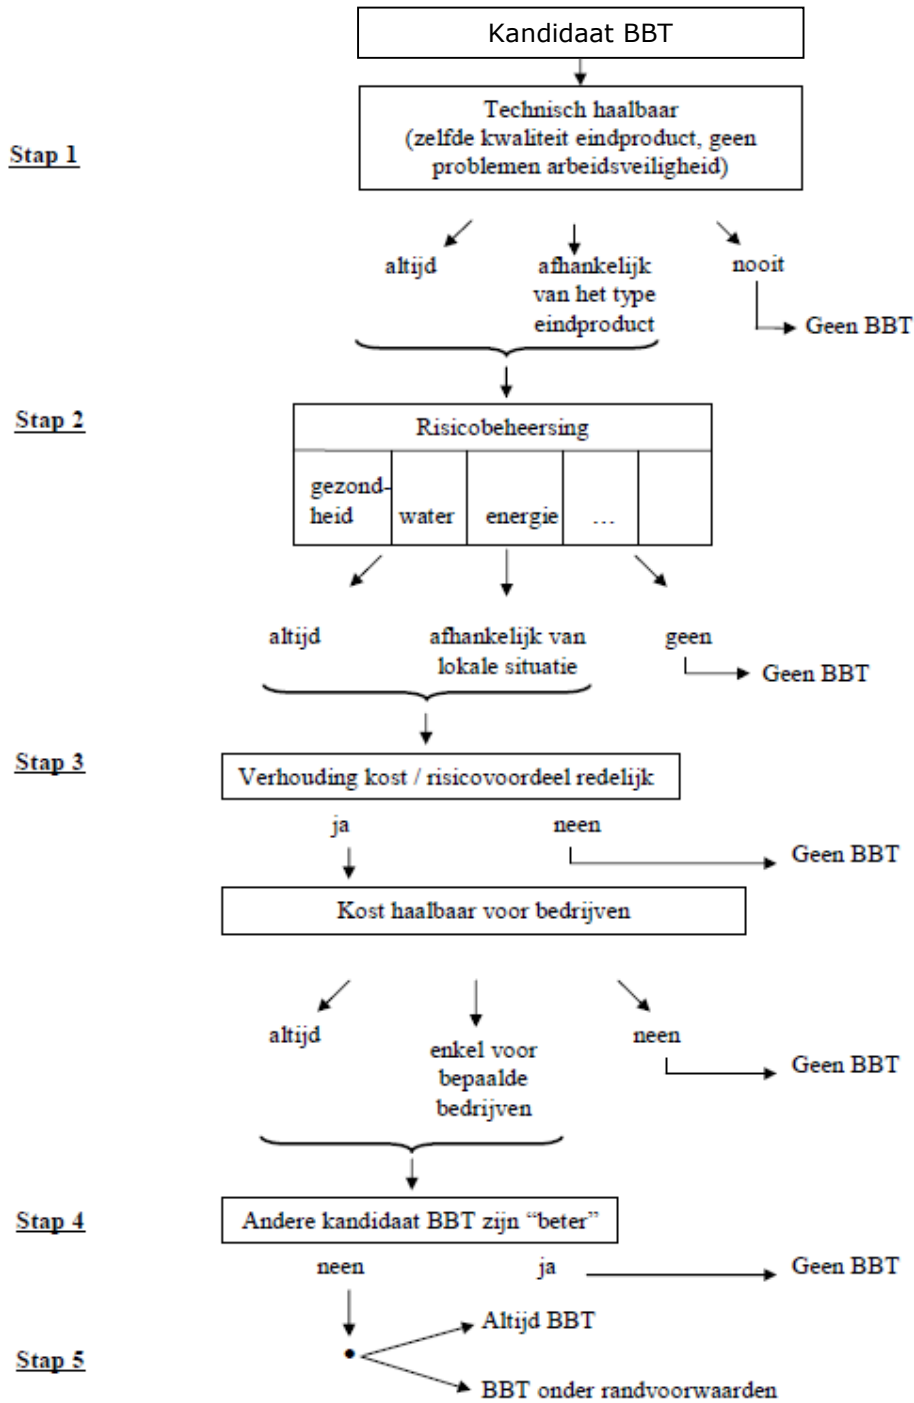 Kandidaat BBT
Stap 1
Technisch haalbaar
(zelfde kwaliteit eindproduct, geen
problemen arbeidsveiligheid)
altijd
afhankelijk
van het type
eindproduct
nooit
Geen BBT
Stap 2
Risicobeheersing
gezond-
heid
water
energie
...
altijd
afhankelijk van
lokale situatie
geen
Geen BBT
Stap 3
Verhouding kost / risicovoordeel redelijk
ja
neen
Geen BBT
Kost haalbaar voor bedrijven
altijd
enkel voor
bepaalde
bedrijven
neen
Geen BBT
Stap 4
Andere kandidaat BBT zijn “beter”
neen
ja
Geen BBT
Stap 5
Altijd BBT
BBT onder randvoorwaarden